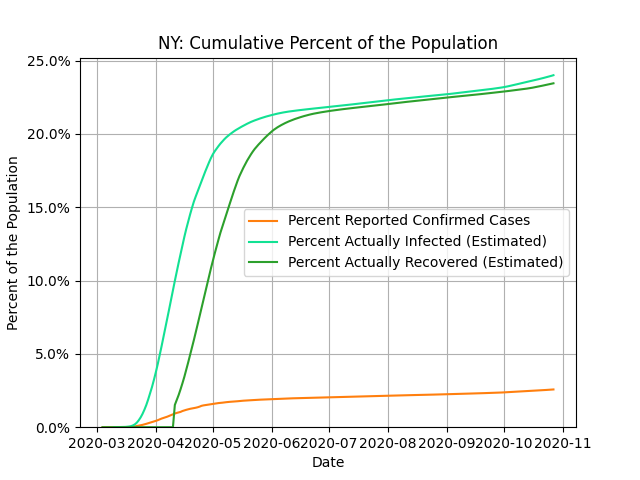 NY: Cumulative Percent of the Population
25.0%
20.0%
15.0%
10.0%
5.0%
0.0%
Percent of the Population
Percent Reported Confirmed Cases
Percent Actually Infected (Estimated)
Percent Actually Recovered (Estimated)
2020-03 2020-04 2020-05 2020-06 2020-07 2020-08 2020-09 2020-10 2020-11
Date